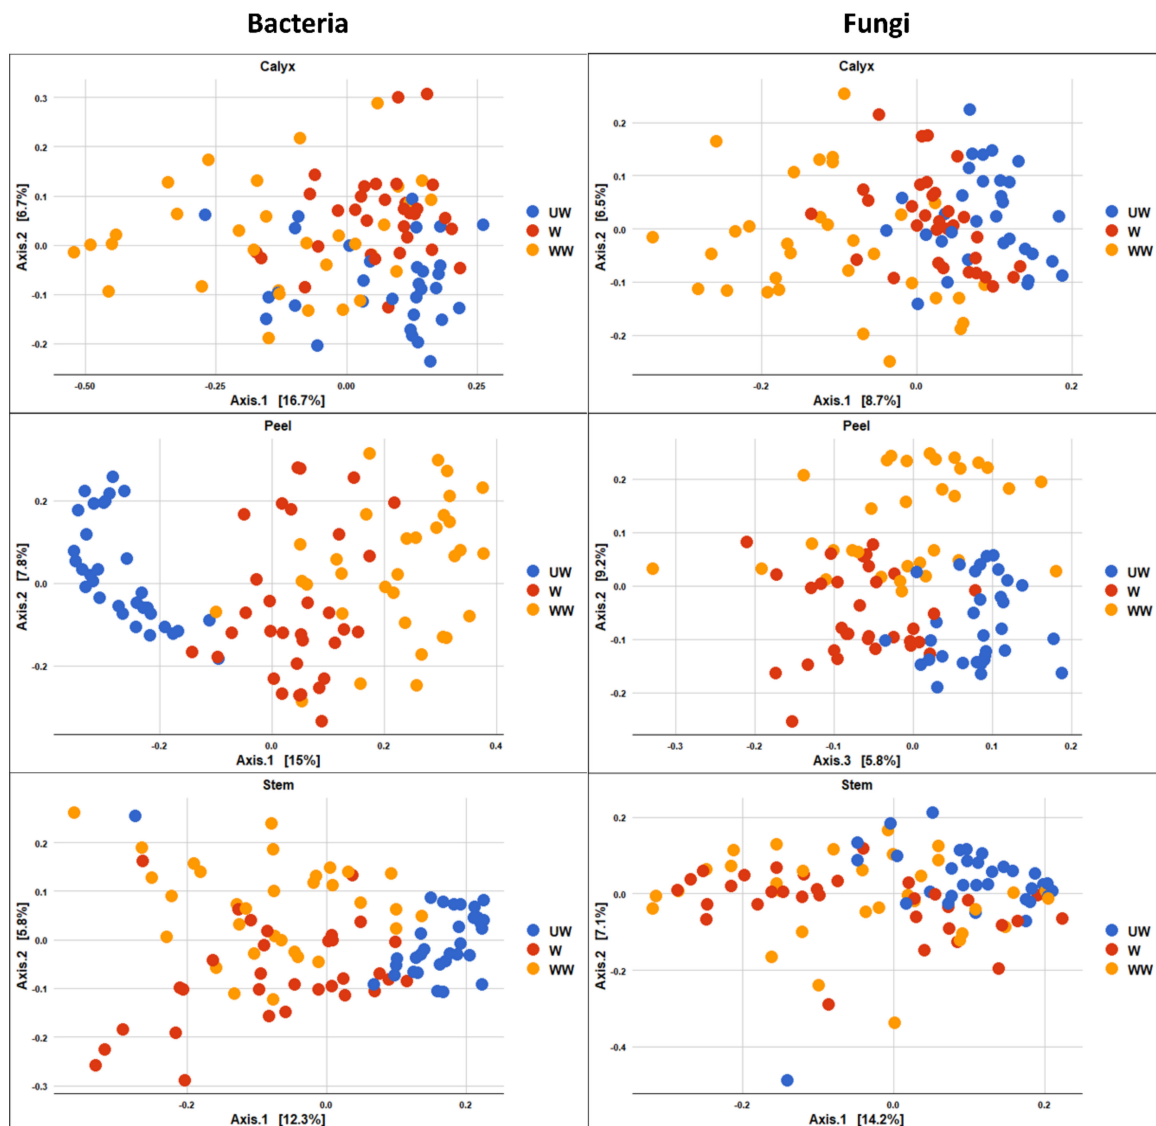 Bacteria
Fungi
Calyx
0.3
0.2
0.1
0.0
-0.1
-0.2
Axis.2 [6.7%]
-0.50
-0.25
0.00
0.25
Axis.1 [16.7%]
UW
W
WW
Calyx
0.2
0.1
0.0
-0.1
-0.2
Axis.2 [6.5%]
-0.2
0.0
0.2
Axis.1 [8.7%]
UW
W
WW
Peel
0.2
0.0
-0.2
Axis.2 [7.8%]
-0.2
0.0
0.2
0.4
Axis.1 [15%]
UW
W
WW
Peel
0.2
0.1
0.0
-0.1
-0.2
Axis.2 [9.2%]
-0.3
-0.2
-0.1
0.0
0.1
0.2
Axis.3 [5.8%]
UW
W
WW
Stem
0.2
0.1
0.0
-0.1
-0.2
-0.3
Axis.2 [5.8%]
-0.2
0.0
0.2
Axis.1 [12.3%]
UW
W
WW
Stem
0.2
0.0
-0.2
-0.4
Axis.2 [7.1%]
-0.2
0.0
0.2
Axis.1 [14.2%]
UW
W
WW